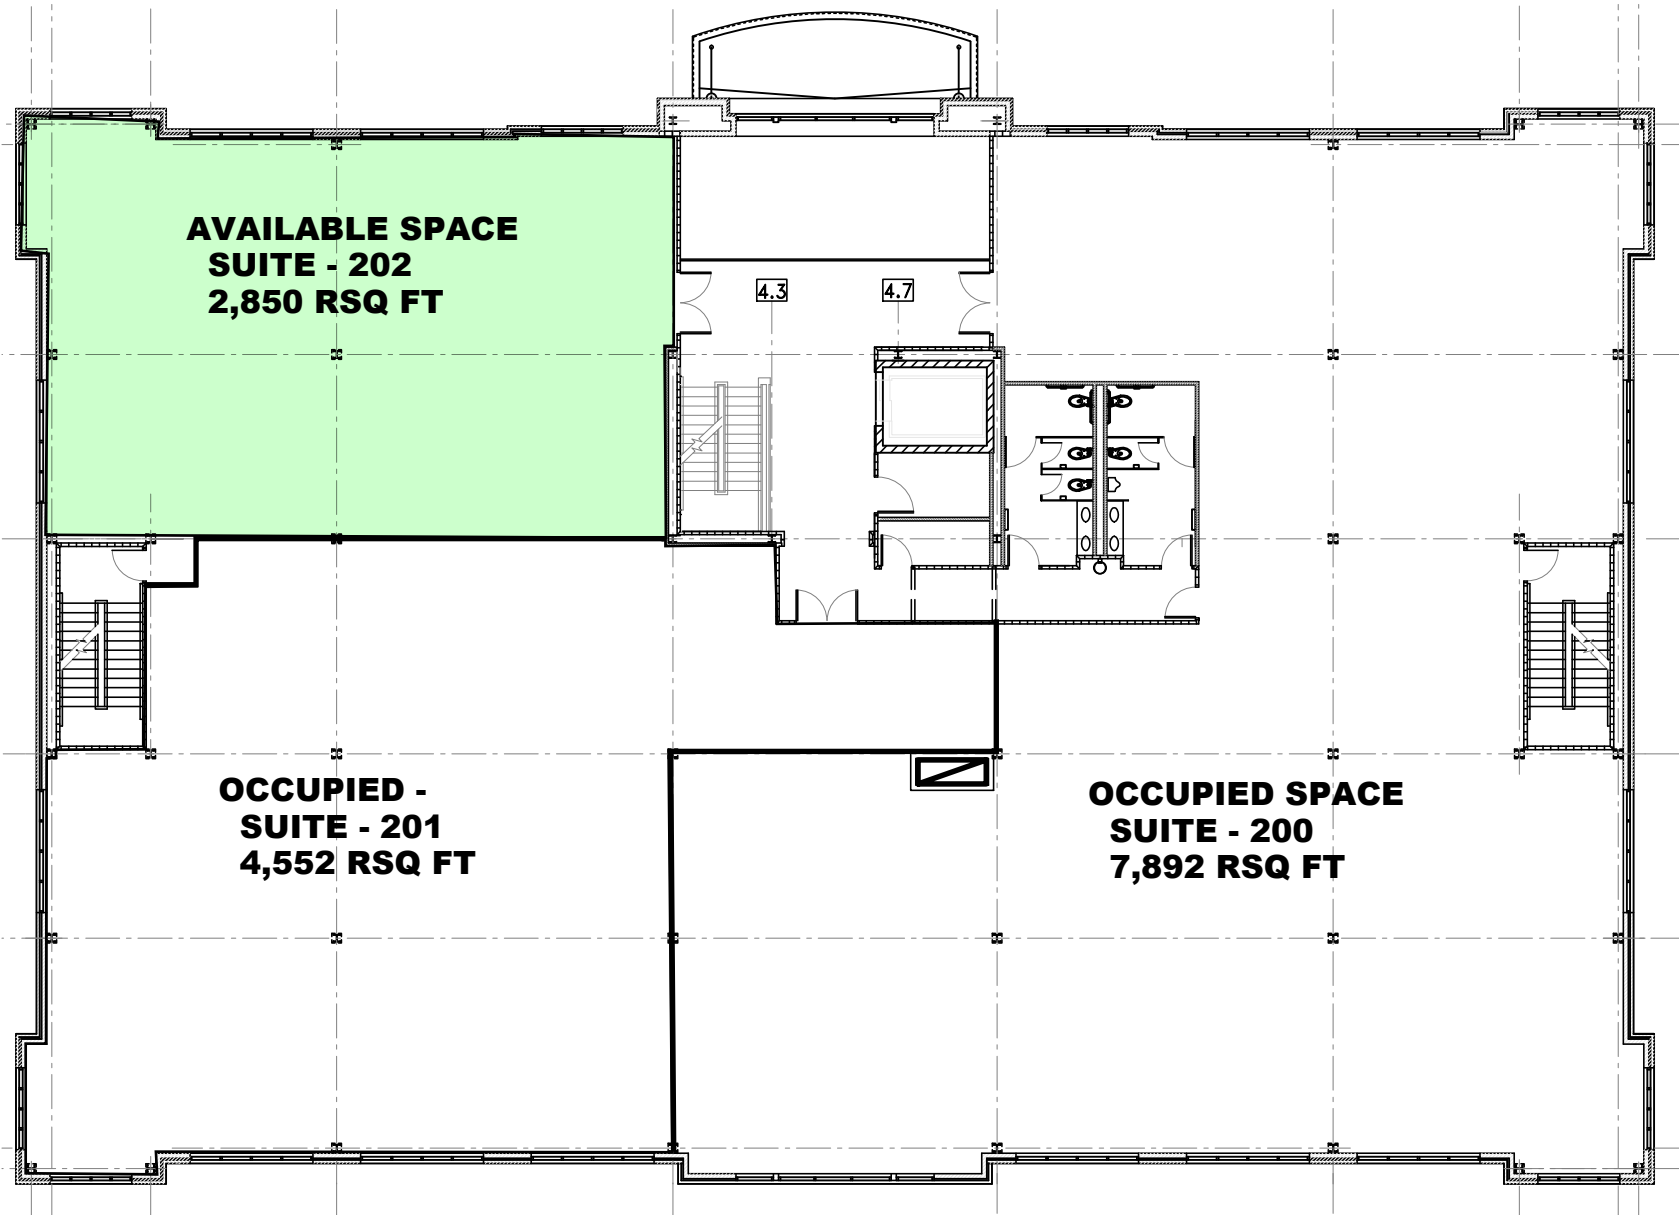 AVAILABLE SPACE
SUITE - 202
2,850 RSQ FT
4.3
4.7
OCCUPIED -
SUITE - 201
4,552 RSQ FT
OCCUPIED SPACE
SUITE - 200
7,892 RSQ FT